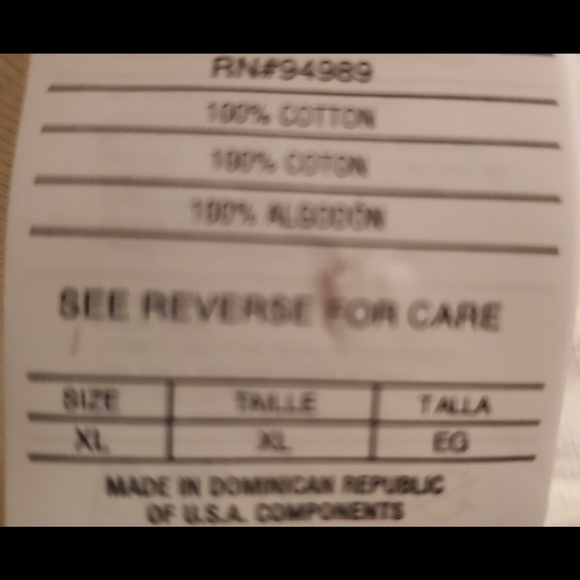 RN#94989
100% COTTON
100% COTON
100% ALGODÓN
SEE REVERSE FOR CARE
SIZE TAILLE TALLA
XL XL EG
MADE IN DOMINICAN REPUBLIC
OF U.S.A. COMPONENTS